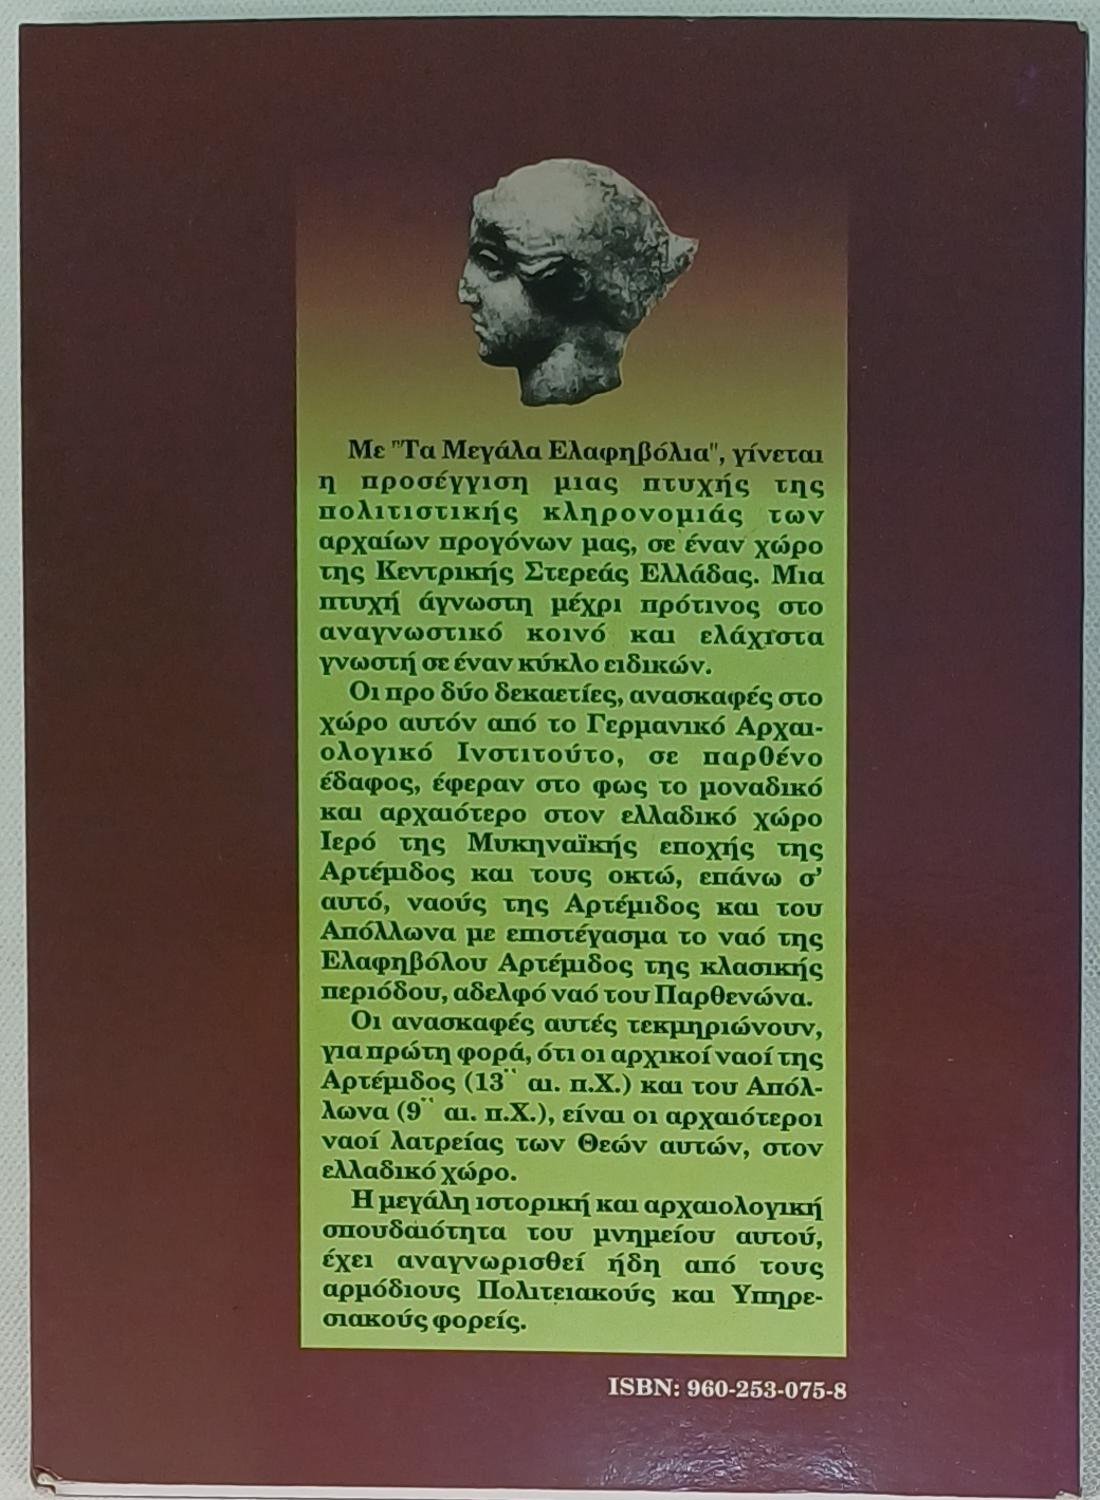 Με "Τα Μεγάλα Ελαφηβόλια", γίνεται
η προσέγγιση μιας πτυχής της
πολιτιστικής κληρονομιάς των
αρχαίων προγόνων μας, σε έναν χώρο
της Κεντρικής Στερεάς Ελλάδας. Μια
πτυχή άγνωστη μέχρι πρότινος στο
αναγνωστικό κοινό και ελάχιστα
γνωστή σε έναν κύκλο ειδικών.
Οι προ δύο δεκαετίες, ανασκαφές στο
χώρο αυτόν από το Γερμανικό Αρχαι-
ολογικό Ινστιτούτο, σε παρθένο
έδαφος, έφεραν στο φως το μοναδικό
και αρχαιότερο στον ελλαδικό χώρο
Ιερό της Μυκηναϊκής εποχής της
Αρτέμιδος και τους οκτώ, επάνω σ'
αυτό, ναούς της Αρτέμιδος και του
Απόλλωνα με επιστέγασμα το ναό της
Ελαφηβόλου Αρτέμιδος της κλασικής
περιόδου, αδελφό ναό του Παρθενώνα.
Οι ανασκαφές αυτές τεκμηριώνουν,
για πρώτη φορά, ότι οι αρχικοί ναοί της
Αρτέμιδος (13¨ αι. π.Χ.) και του Απόλ-
λωνα (9¨ αι. π.Χ.), είναι οι αρχαιότεροι
ναοί λατρείας των Θεών αυτών, στον
ελλαδικό χώρο.
Η μεγάλη ιστορική και αρχαιολογική
σπουδαιότητα του μνημείου αυτού,
έχει αναγνωρισθεί ήδη από τους
αρμόδιους Πολιτειακούς και Υπηρε-
σιακούς φορείς.
ISBN: 960-253-075-8